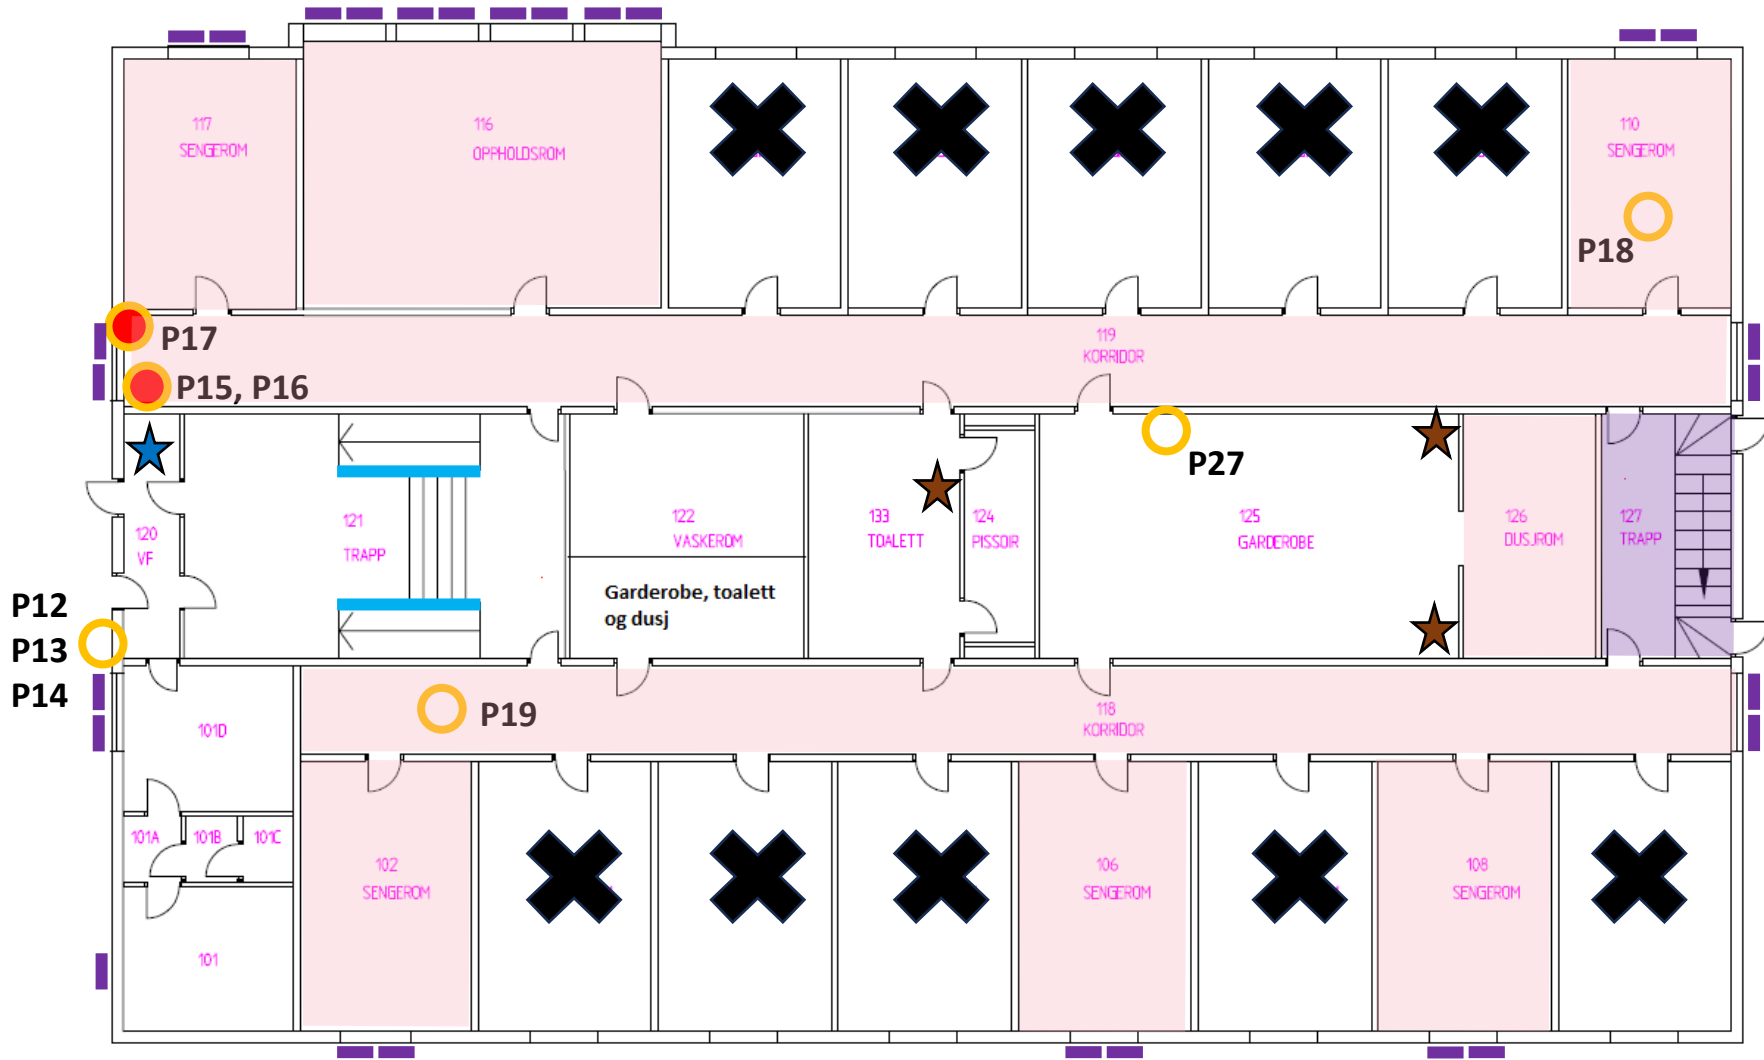 117
SENGEROM
116
OPPHOLDSROM
110
SENGEROM
P18
P17
119
KORRIDOR
P15, P16
P27
120
VF
121
TRAPP
122
VASKEROM
133
TOALETT
124
PISSOIR
125
GARDEROBE
126
DUSJROM
127
TRAPP
Garderobe, toalett
og dusj
P12
P13
P14
P19
118
KORRIDOR
101D
101A
101B
101C
102
SENGEROM
106
SENGEROM
108
SENGEROM
101